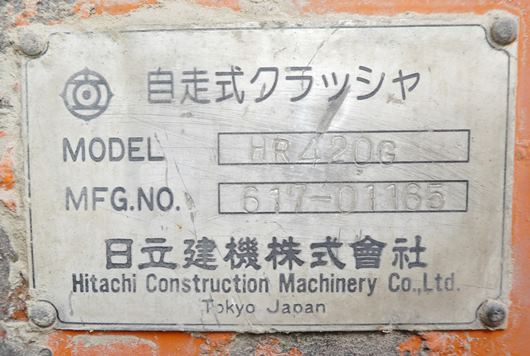 自走式クラッシャ
MODEL HR420G
MFG.NO. 617-01165
日立建機株式會社
Hitachi Construction Machinery Co.,Ltd.
Tokyo Japan